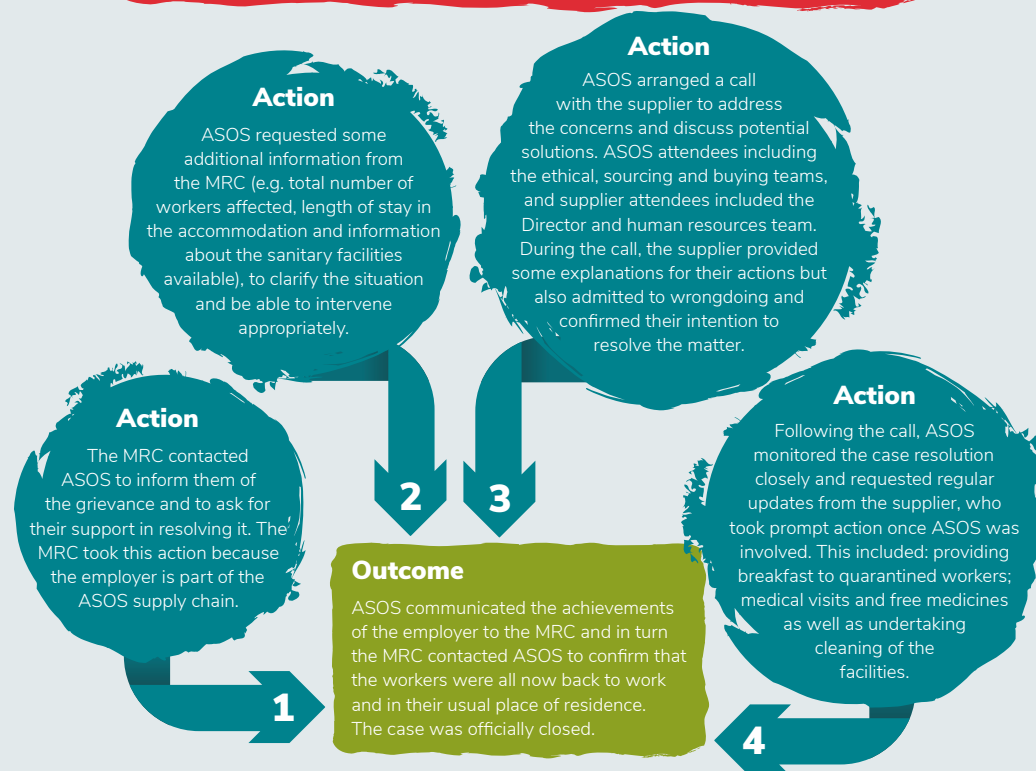 Action
The MRC contacted
ASOS to inform them of
the grievance and to ask for
their support in resolving it. The
MRC took this action because
the employer is part of the
ASOS supply chain.
1
Action
ASOS requested some
additional information from
the MRC (e.g. total number of
workers affected, length of stay in
the accommodation and information
about the sanitary facilities
available), to clarify the situation
and be able to intervene
appropriately.
2
Action
ASOS arranged a call
with the supplier to address
the concerns and discuss potential
solutions. ASOS attendees including
the ethical, sourcing and buying teams,
and supplier attendees included the
Director and human resources team.
During the call, the supplier provided
some explanations for their actions but
also admitted to wrongdoing and
confirmed their intention to
resolve the matter.
3
Action
Following the call, ASOS
monitored the case resolution
closely and requested regular
updates from the supplier, who
took prompt action once ASOS was
involved. This included: providing
breakfast to quarantined workers;
medical visits and free medicines
as well as undertaking
cleaning of the
facilities.
4
Outcome
ASOS communicated the achievements
of the employer to the MRC and in turn
the MRC contacted ASOS to confirm that
the workers were all now back to work
and in their usual place of residence.
The case was officially closed.